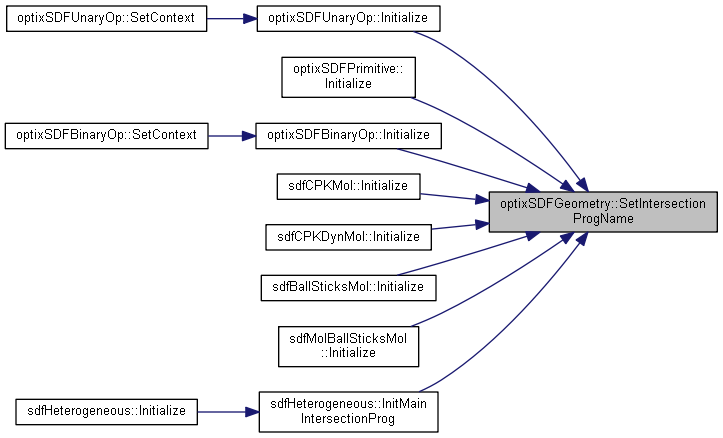 optixSDFUnaryOp::SetContext
optixSDFUnaryOp::Initialize
optixSDFPrimitive::
Initialize
optixSDFBinaryOp::SetContext
optixSDFBinaryOp::Initialize
sdfCPKMol::Initialize
optixSDFGeometry::SetIntersection
ProgName
sdfCPKDynMol::Initialize
sdfBallSticksMol::Initialize
sdfMolBallSticksMol
::Initialize
sdfHeterogeneous::Initialize
sdfHeterogeneous::InitMain
IntersectionProg